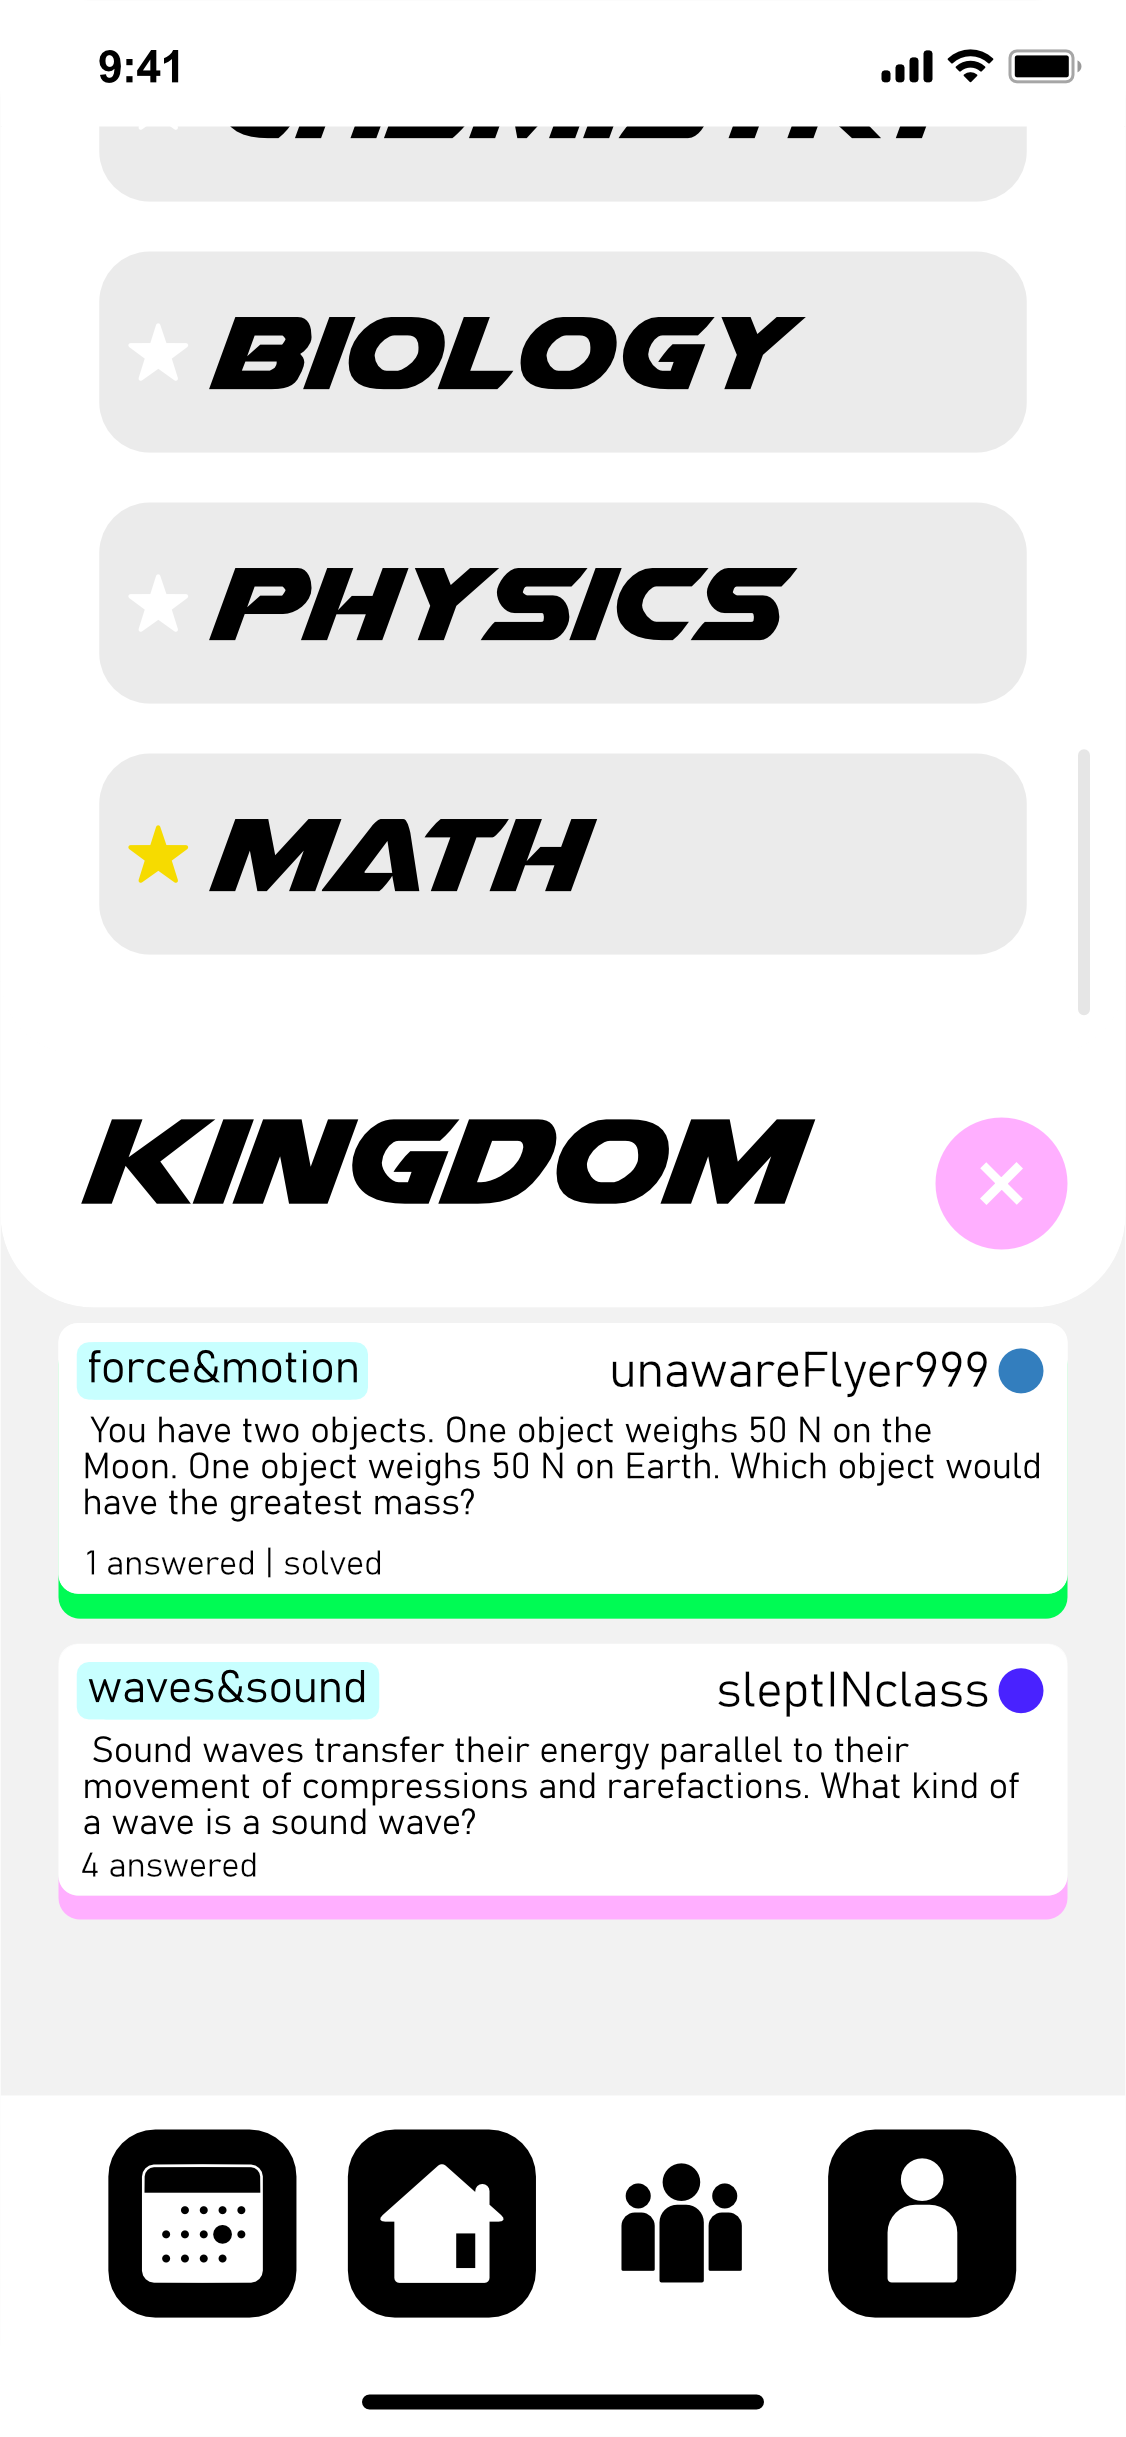 9:41
CHEMISTRY
BIOLOGY
PHYSICS
MATH
KINGDOM
force&motion
unawareFlyer999
You have two objects. One object weighs 50 N on the
Moon. One object weighs 50 N on Earth. Which object would
have the greatest mass?
1 answered | solved
waves&sound
sleptINclass
Sound waves transfer their energy parallel to their
movement of compressions and rarefactions. What kind of
a wave is a sound wave?
4 answered